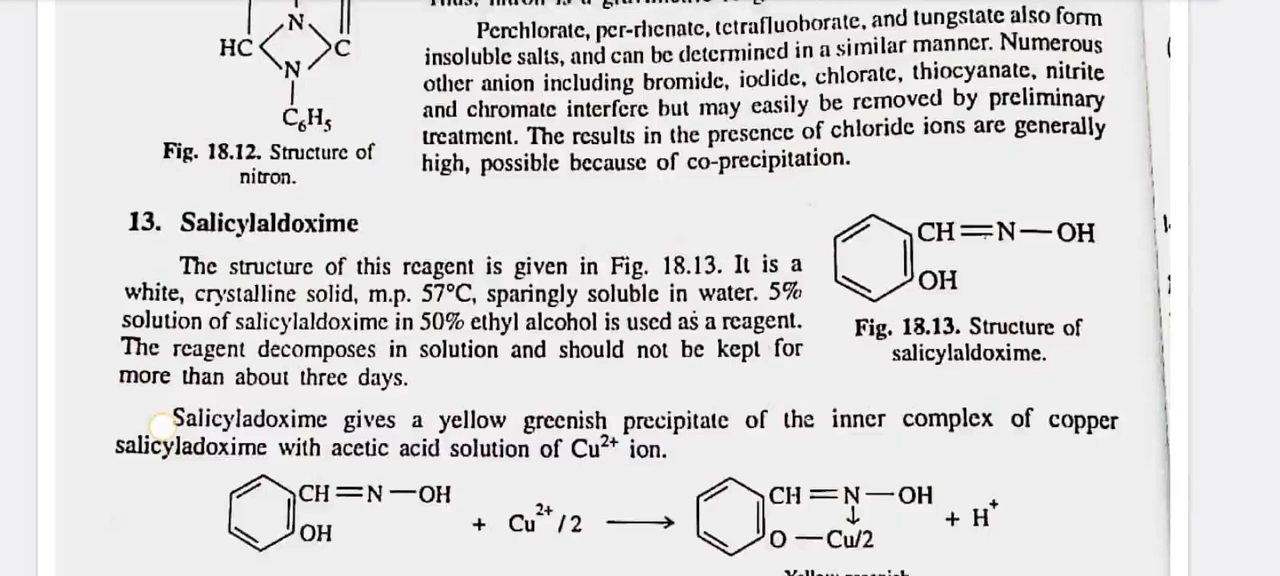 Perchlorate, per-rhenate, tetrafluoborate, and tungstate also form
insoluble salts, and can be determined in a similar manner. Numerous
other anion including bromide, iodide, chlorate, thiocyanate, nitrite
and chromate interfere but may easily be removed by preliminary
treatment. The results in the presence of chloride ions are generally
high, possible because of co-precipitation.
N
HC C
N
C₆H₅
Fig. 18.12. Structure of
nitron.
13. Salicylaldoxime
The structure of this reagent is given in Fig. 18.13. It is a
white, crystalline solid, m.p. 57°C, sparingly soluble in water. 5%
solution of salicylaldoxime in 50% ethyl alcohol is used as a reagent.
The reagent decomposes in solution and should not be kept for
more than about three days.
CH=N—OH
OH
Fig. 18.13. Structure of
salicylaldoxime.
Salicyladoxime gives a yellow greenish precipitate of the inner complex of copper
salicyladoxime with acetic acid solution of Cu²⁺ ion.
CH=N—OH
OH
+ Cu²⁺/2 ⟶
CH=N—OH
↓
O—Cu/2
+ H⁺